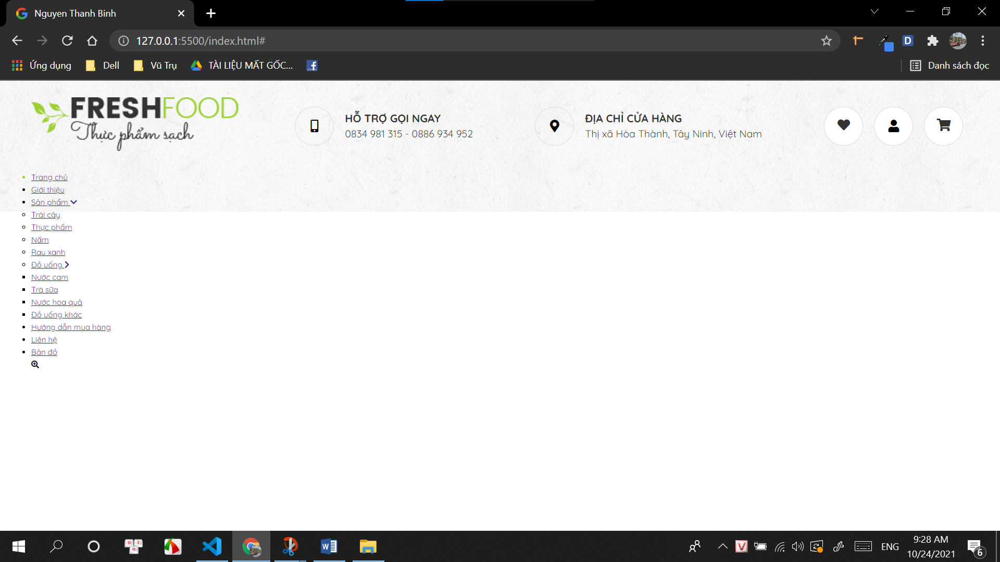 Nguyen Thanh Binh
127.0.0.1:5500/index.html#
Ứng dụng
Dell
Vũ Trụ
TÀI LIỆU MẤT GỐC...
Danh sách đọc
FRESHFOOD
Thực phẩm sạch
HỖ TRỢ GỌI NGAY
0834 981 315 - 0886 934 952
ĐỊA CHỈ CỬA HÀNG
Thị xã Hòa Thành, Tây Ninh, Việt Nam
Trang chủ
Giới thiệu
Sản phẩm
Trái cây
Thực phẩm
Nấm
Rau xanh
Đồ uống
Nước cam
Trà sữa
Nước hoa quả
Đồ uống khác
Hướng dẫn mua hàng
Liên hệ
Bản đồ
ENG
9:28 AM
10/24/2021
6